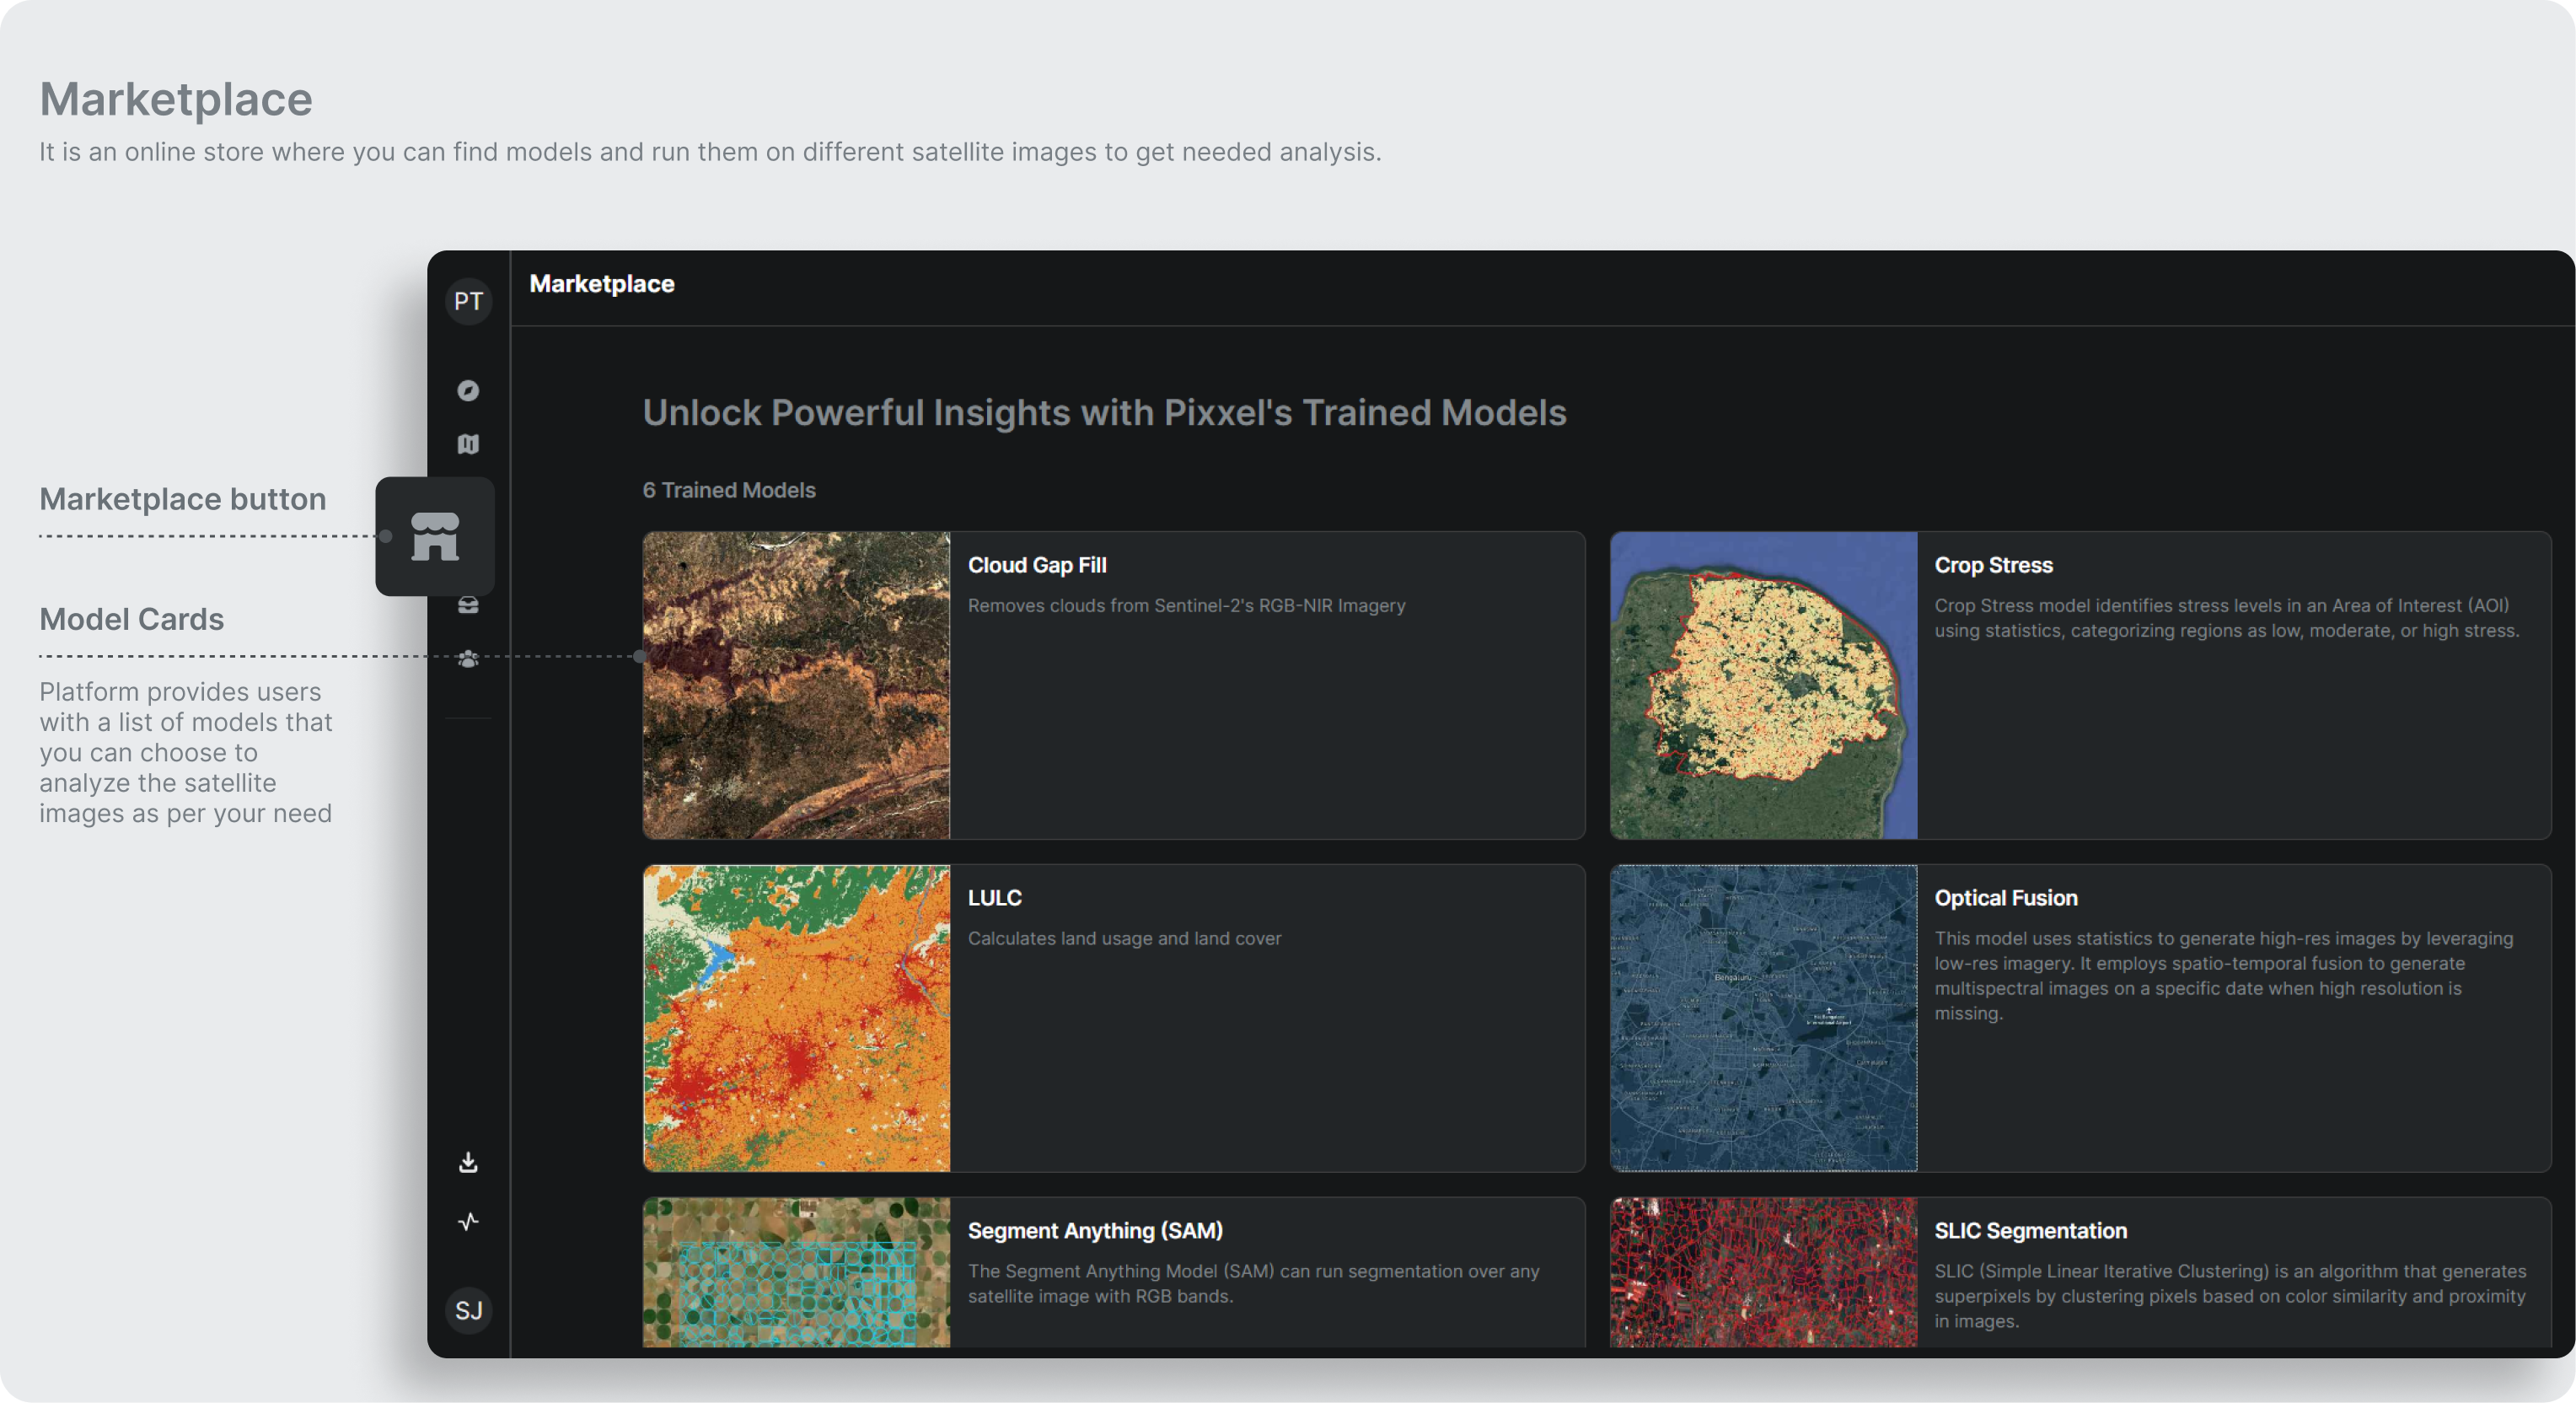 Marketplace
It is an online store where you can find models and run them on different satellite images to get needed analysis.
PT
Marketplace
Unlock Powerful Insights with Pixxel's Trained Models
6 Trained Models
Marketplace button
Model Cards
Platform provides users
with a list of models that
you can choose to
analyze the satellite
images as per your need
Cloud Gap Fill
Removes clouds from Sentinel-2's RGB-NIR Imagery
Crop Stress
Crop Stress model identifies stress levels in an Area of Interest (AOI)
using statistics, categorizing regions as low, moderate, or high stress.
LULC
Calculates land usage and land cover
Optical Fusion
This model uses statistics to generate high-res images by leveraging
low-res imagery. It employs spatio-temporal fusion to generate
multispectral images on a specific date when high resolution is
missing.
Bengaluru
Segment Anything (SAM)
The Segment Anything Model (SAM) can run segmentation over any
satellite image with RGB bands.
SLIC Segmentation
SLIC (Simple Linear Iterative Clustering) is an algorithm that generates
superpixels by clustering pixels based on color similarity and proximity
in images.
SJ